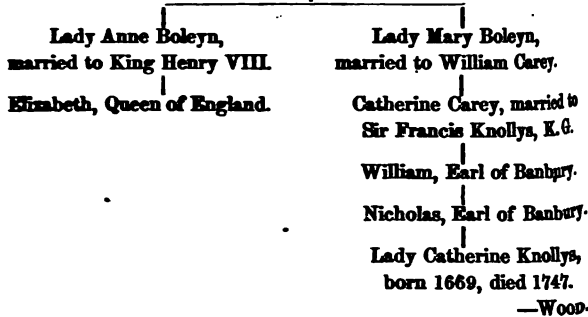 Lady Anne Boleyn,
married to King Henry VIII.
Elizabeth, Queen of England.
Lady Mary Boleyn,
married to William Carey.
Catherine Carey, married to
Sir Francis Knollys, K.G.
William, Earl of Banbury.
Nicholas, Earl of Banbury.
Lady Catherine Knollys,
born 1669, died 1747.
—WOOD.